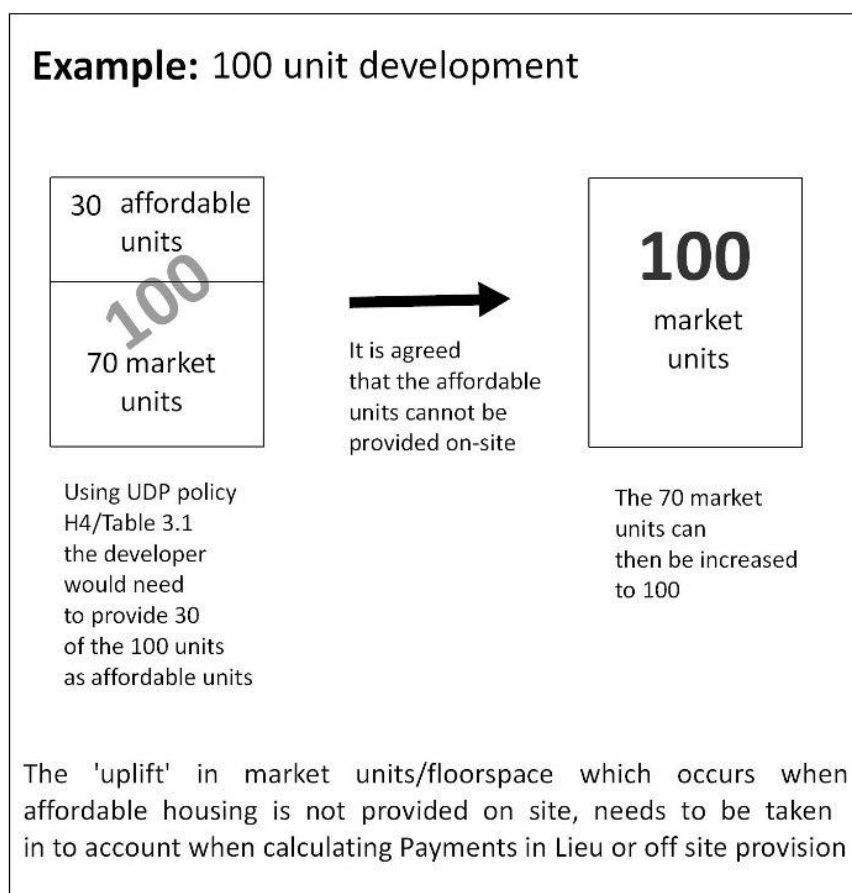 Example: 100 unit development
30 affordable
units
100
70 market
units
Using UDP policy
H4/Table 3.1
the developer
would need
to provide 30
of the 100 units
as affordable units
It is agreed
that the affordable
units cannot be
provided on-site
100
market
units
The 70 market
units can
then be increased
to 100
The 'uplift' in market units/floorspace which occurs when
affordable housing is not provided on site, needs to be taken
in to account when calculating Payments in Lieu or off site provision